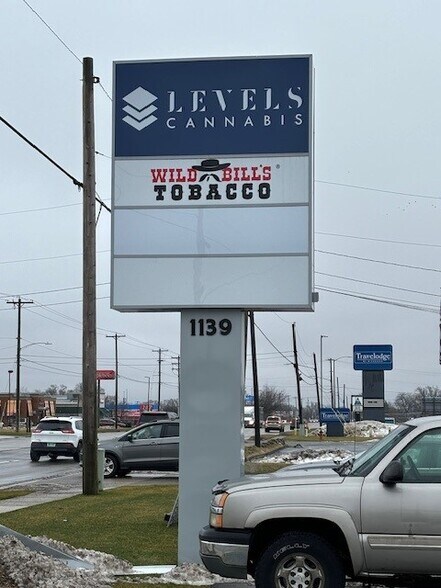 LEVELS
CANNABIS
WILD BILL'S
TOBACCO
1139
Travelodge